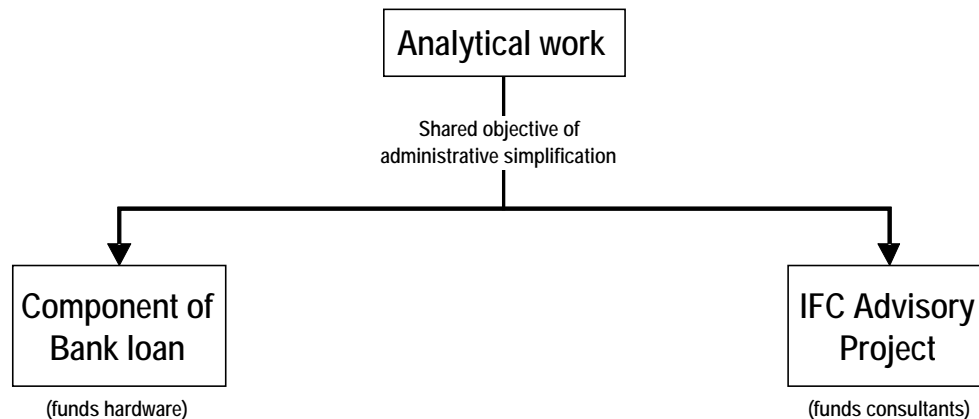 Analytical work
Shared objective of
administrative simplification
Component of
Bank loan
(funds hardware)
IFC Advisory
Project
(funds consultants)